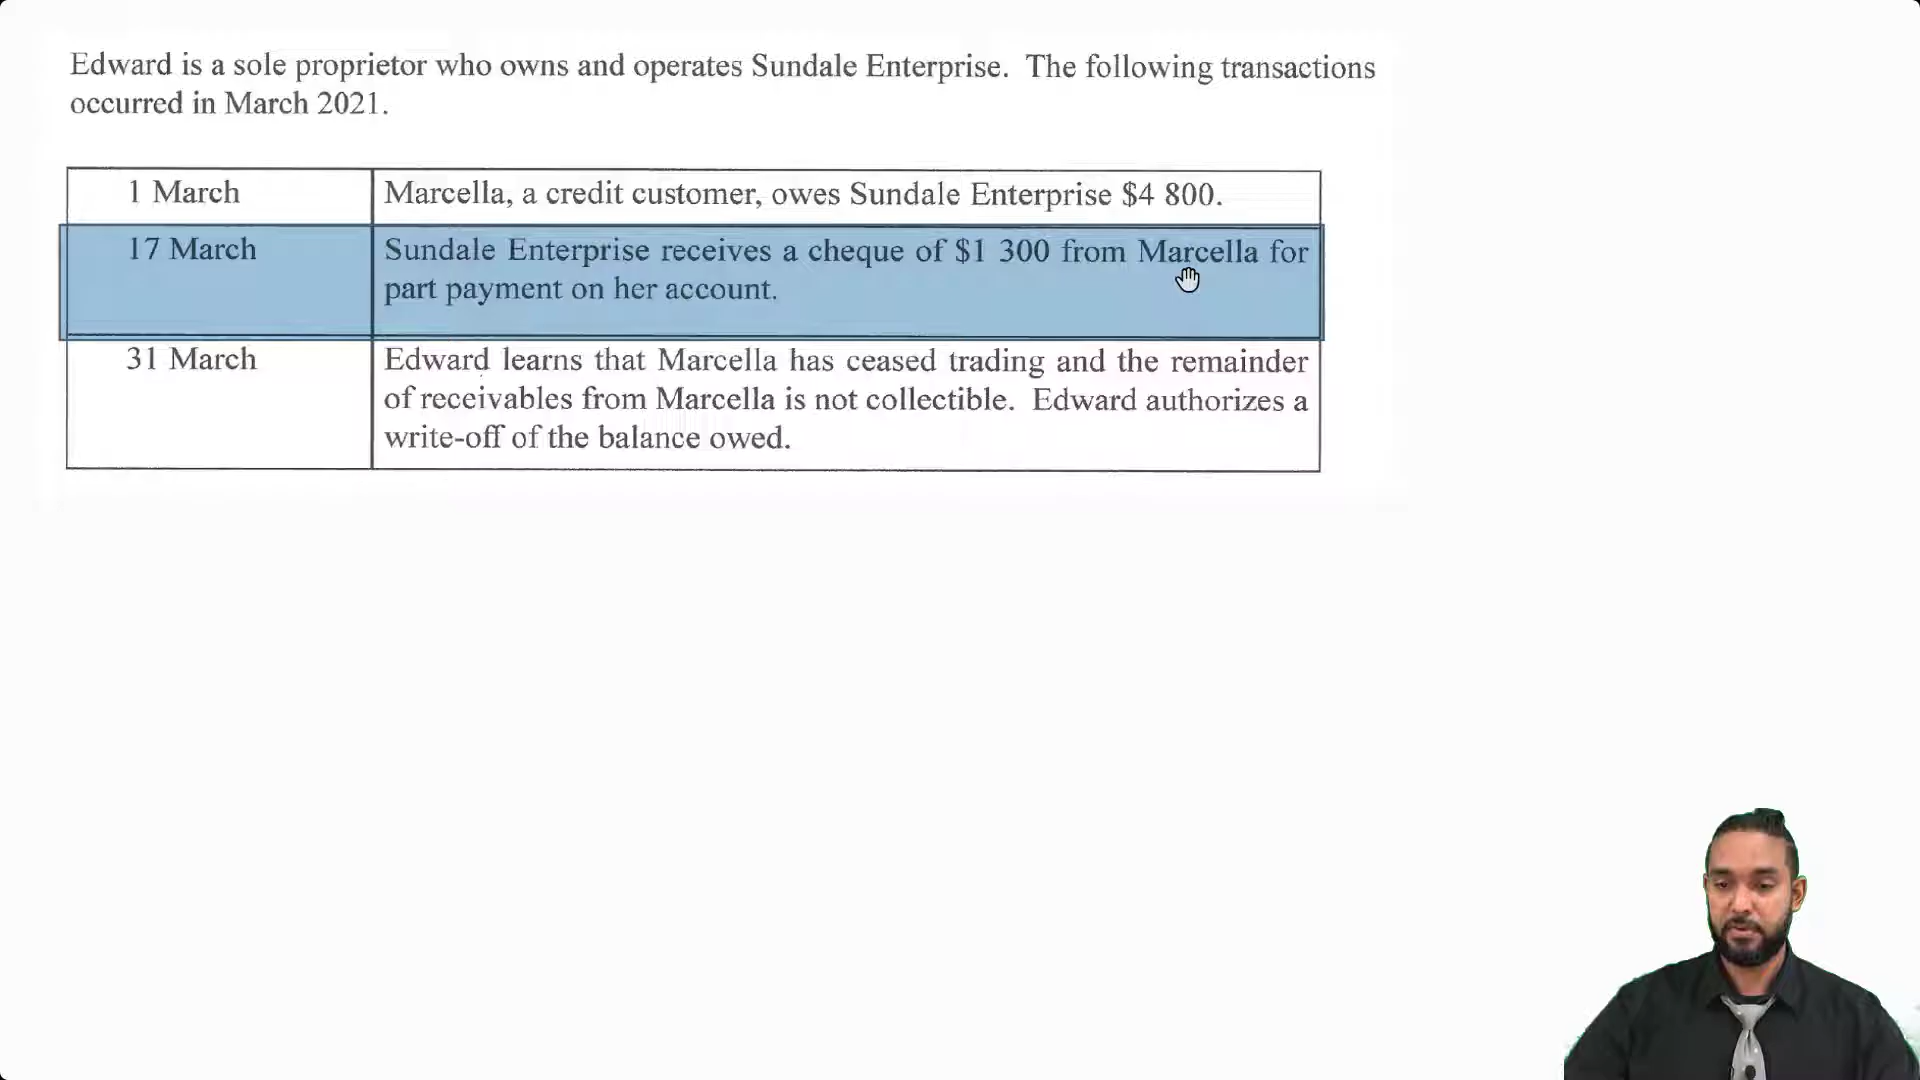 Edward is a sole proprietor who owns and operates Sundale Enterprise. The following transactions
occurred in March 2021.
1 March
Marcella, a credit customer, owes Sundale Enterprise $4 800.
17 March
Sundale Enterprise receives a cheque of $1 300 from Marcella for
part payment on her account.
31 March
Edward learns that Marcella has ceased trading and the remainder
of receivables from Marcella is not collectible. Edward authorizes a
write-off of the balance owed.